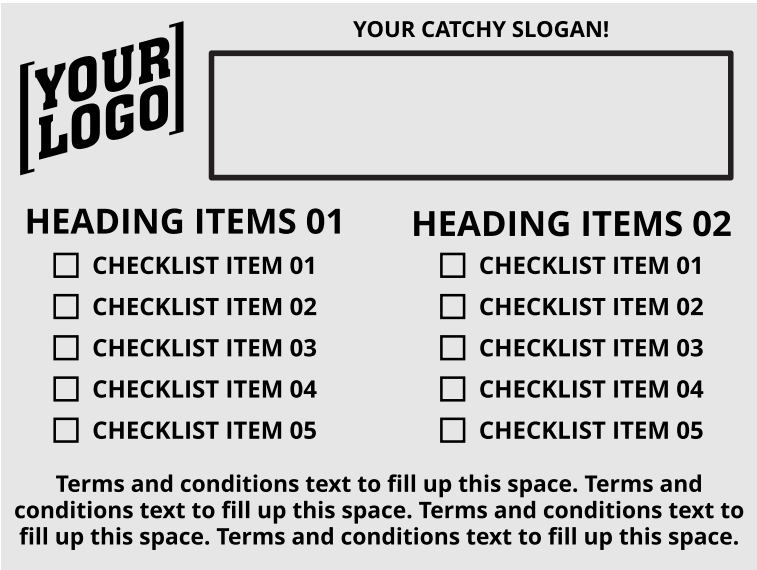 YOUR CATCHY SLOGAN!
[YOUR
LOGO]
HEADING ITEMS 01
CHECKLIST ITEM 01
CHECKLIST ITEM 02
CHECKLIST ITEM 03
CHECKLIST ITEM 04
CHECKLIST ITEM 05
HEADING ITEMS 02
CHECKLIST ITEM 01
CHECKLIST ITEM 02
CHECKLIST ITEM 03
CHECKLIST ITEM 04
CHECKLIST ITEM 05
Terms and conditions text to fill up this space. Terms and
conditions text to fill up this space. Terms and conditions text to
fill up this space. Terms and conditions text to fill up this space.